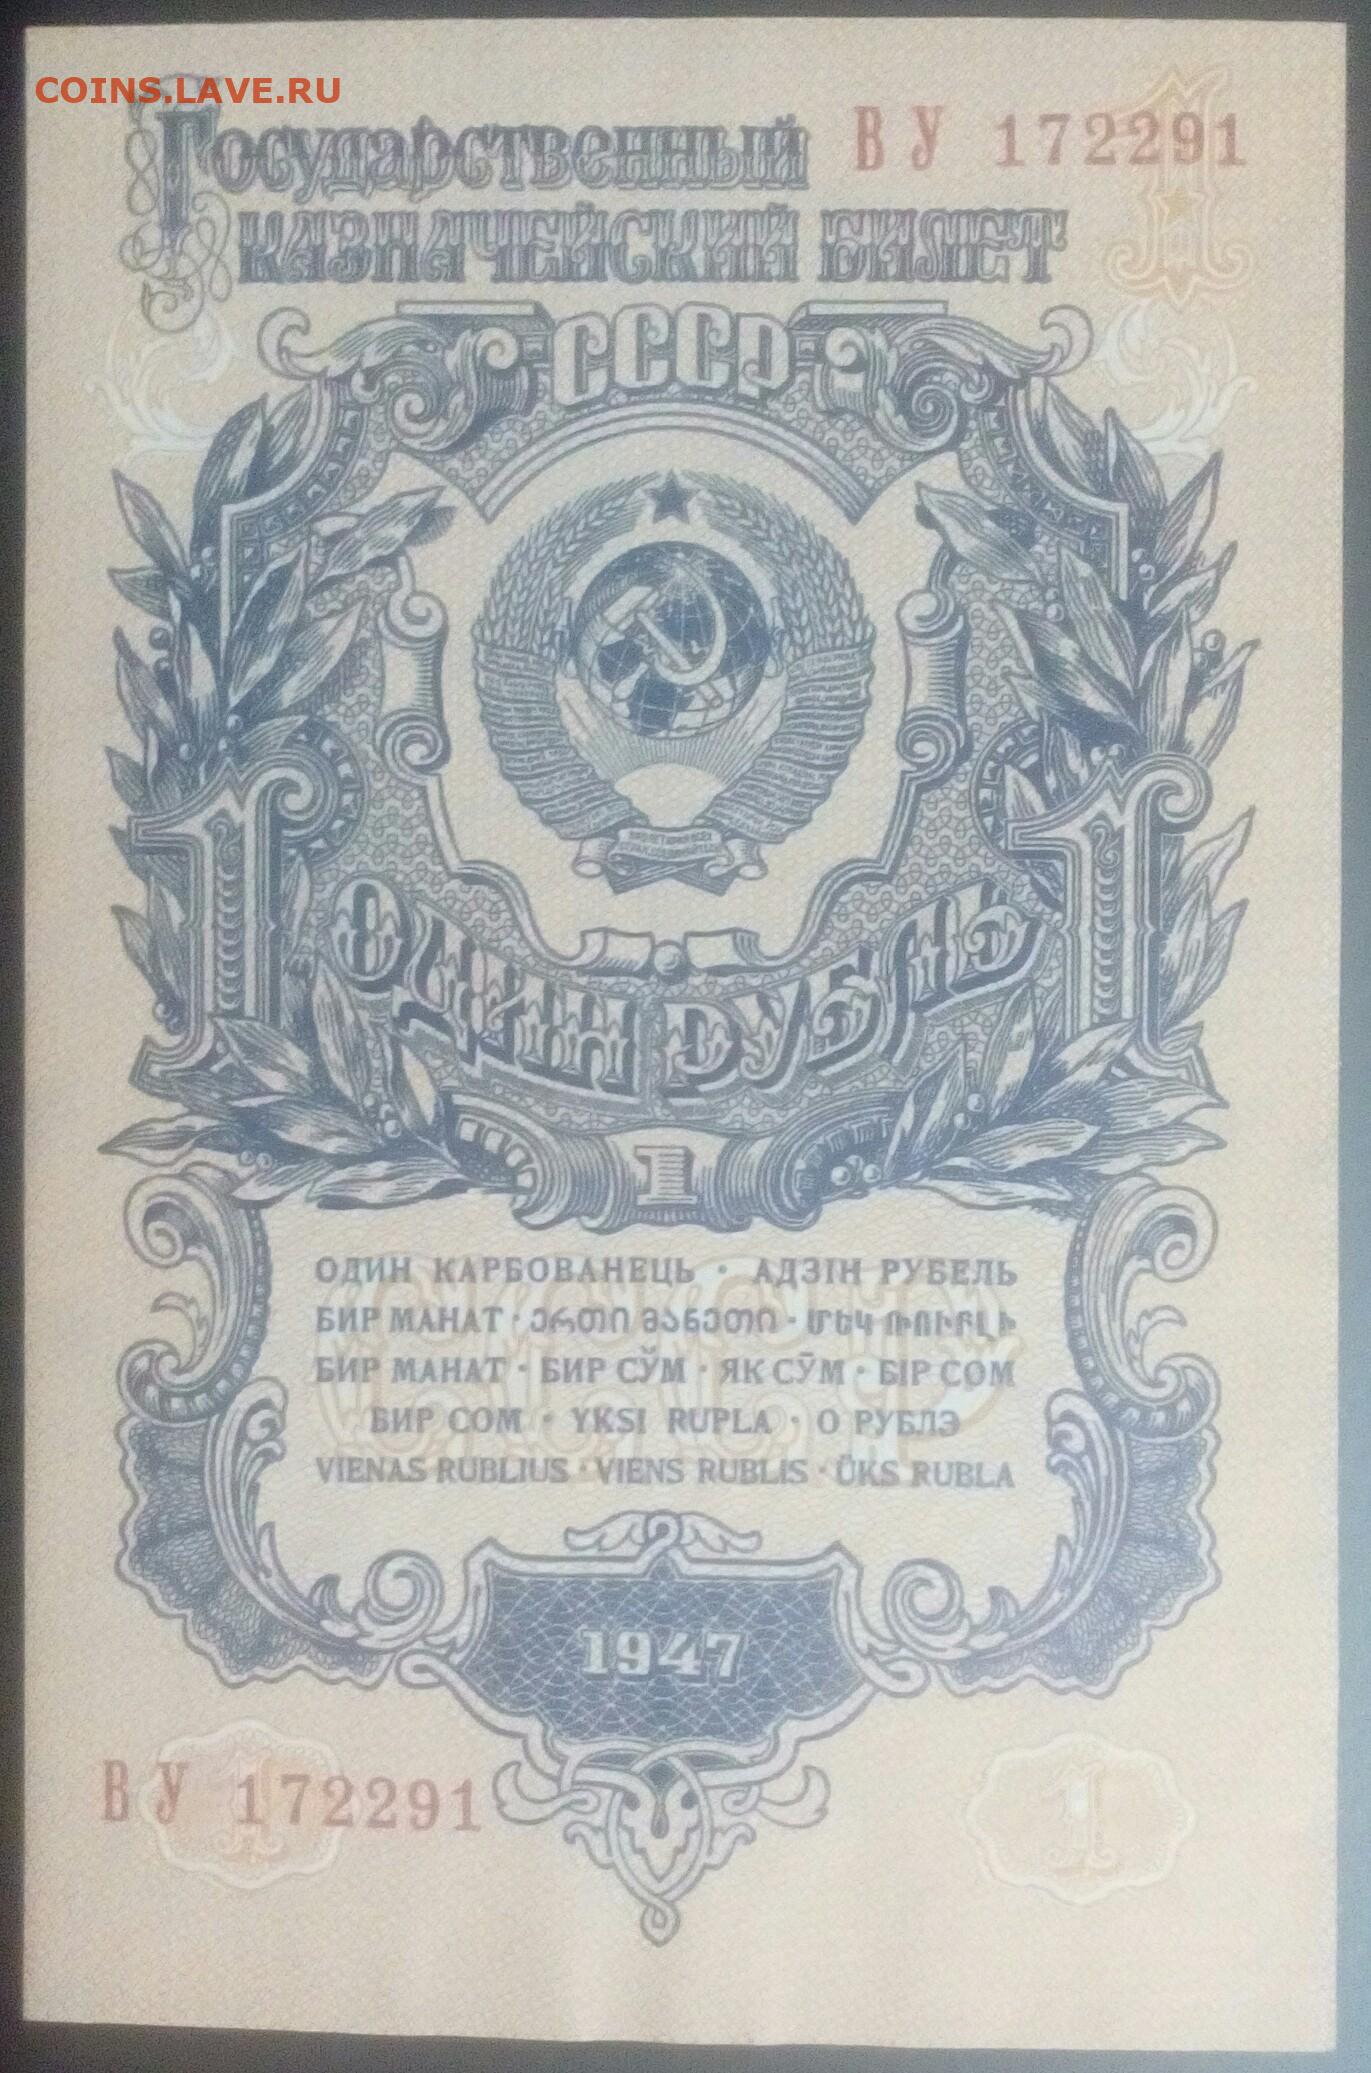 COINS.LAVE.RU
Государственный ВУ 172291
КАЗНАЧЕЙСКИЙ БИЛЕТ
СССР
1 1
ОДИН РУБЛЬ
1
ОДИН КАРБОВАНЕЦЬ · АДЗІН РУБЕЛЬ
БИР МАНАТ · ერთი მანეთი · ՄԵԿ ՌՈՒԲԼԻ
БИР МАНАТ · БИР СЎМ · ЯК СӮМ · БІР СОМ
БИР СОМ · YKSI RUPLA · О РУБЛЭ
VIENAS RUBLIUS · VIENS RUBLIS · ÜKS RUBLA
1947
ВУ 172291
1 1